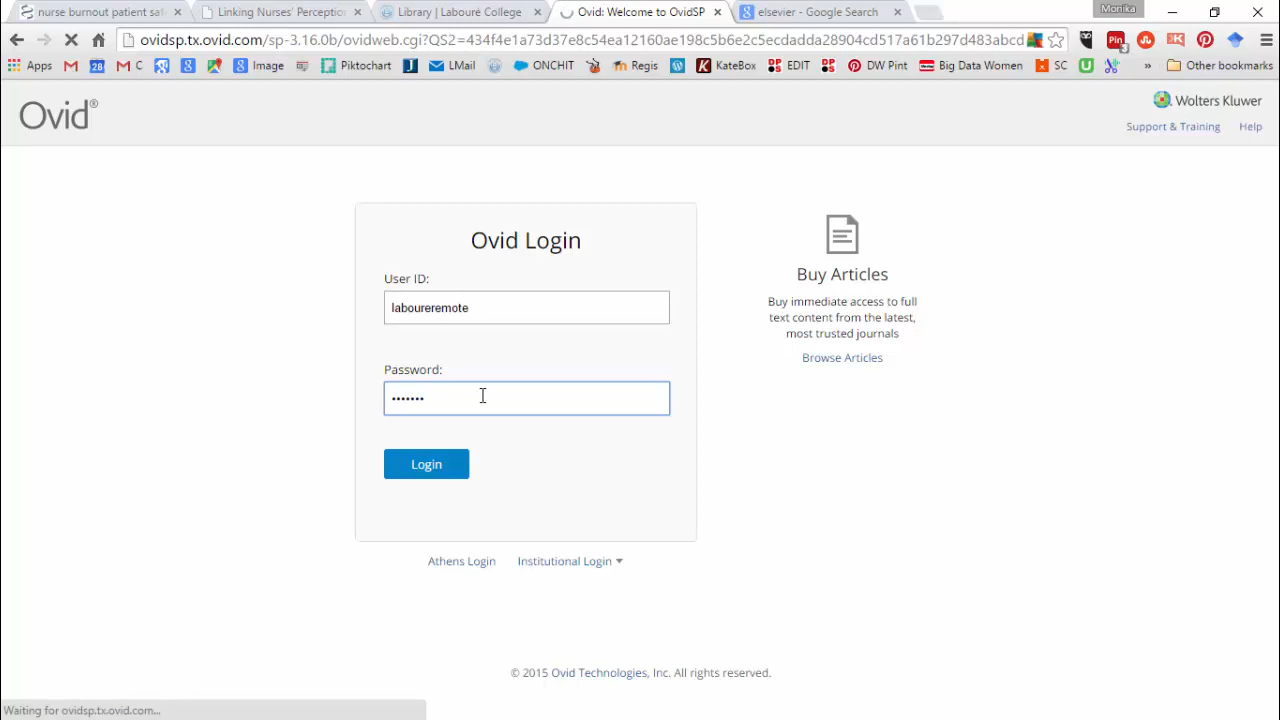 nurse burnout patient safe
Linking Nurses' Perception
Library | Labouré College
Ovid: Welcome to OvidSP
elsevier - Google Search
Monika
ovidsp.tx.ovid.com/sp-3.16.0b/ovidweb.cgi?QS2=434f4e1a73d37e8c54ea12160ae198c5b6e2c5ecdadda28904cd517a61b297d483abcd
Apps
28
C
Image
Piktochart
LMail
ONCHIT
Regis
KateBox
EDIT
DW Pint
Big Data Women
SC
»
Other bookmarks
Ovid®
Wolters Kluwer
Support & Training
Help
Ovid Login
User ID:
laboureremote
Password:
•••••••
Login
Athens Login
Institutional Login
Buy Articles
Buy immediate access to full
text content from the latest,
most trusted journals
Browse Articles
© 2015 Ovid Technologies, Inc. All rights reserved.
Waiting for ovidsp.tx.ovid.com...